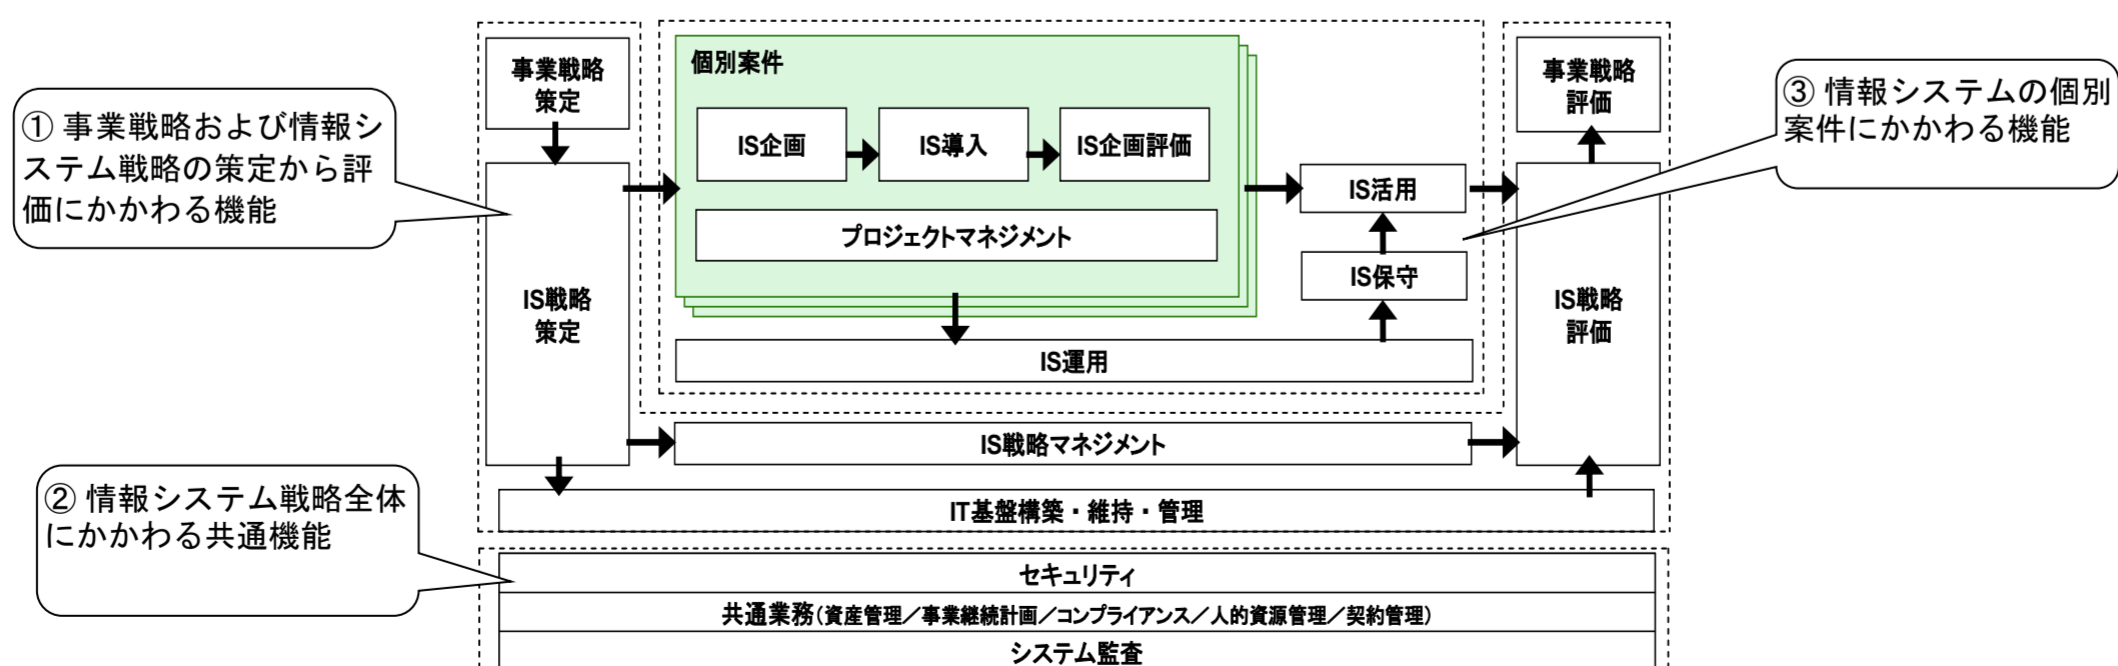 ① 事業戦略および情報シ
ステム戦略の策定から評
価にかかわる機能
事業戦略
策定
IS戦略
策定
個別案件
IS企画
IS導入
IS企画評価
プロジェクトマネジメント
IS活用
IS保守
IS運用
IS戦略マネジメント
事業戦略
評価
IS戦略
評価
③ 情報システムの個別
案件にかかわる機能
② 情報システム戦略全体
にかかわる共通機能
IT基盤構築・維持・管理
セキュリティ
共通業務(資産管理／事業継続計画／コンプライアンス／人的資源管理／契約管理)
システム監査